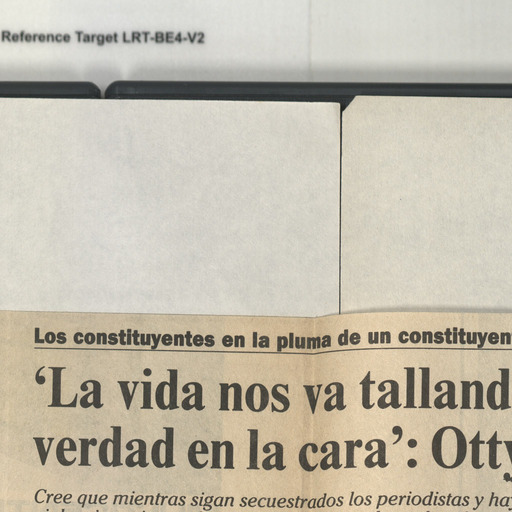 Reference Target LRT-BE4-V2
Los constituyentes en la pluma de un constituyen
‘La vida nos va talland
verdad en la cara’: Otty
Cree que mientras sigan secuestrados los periodistas y ha